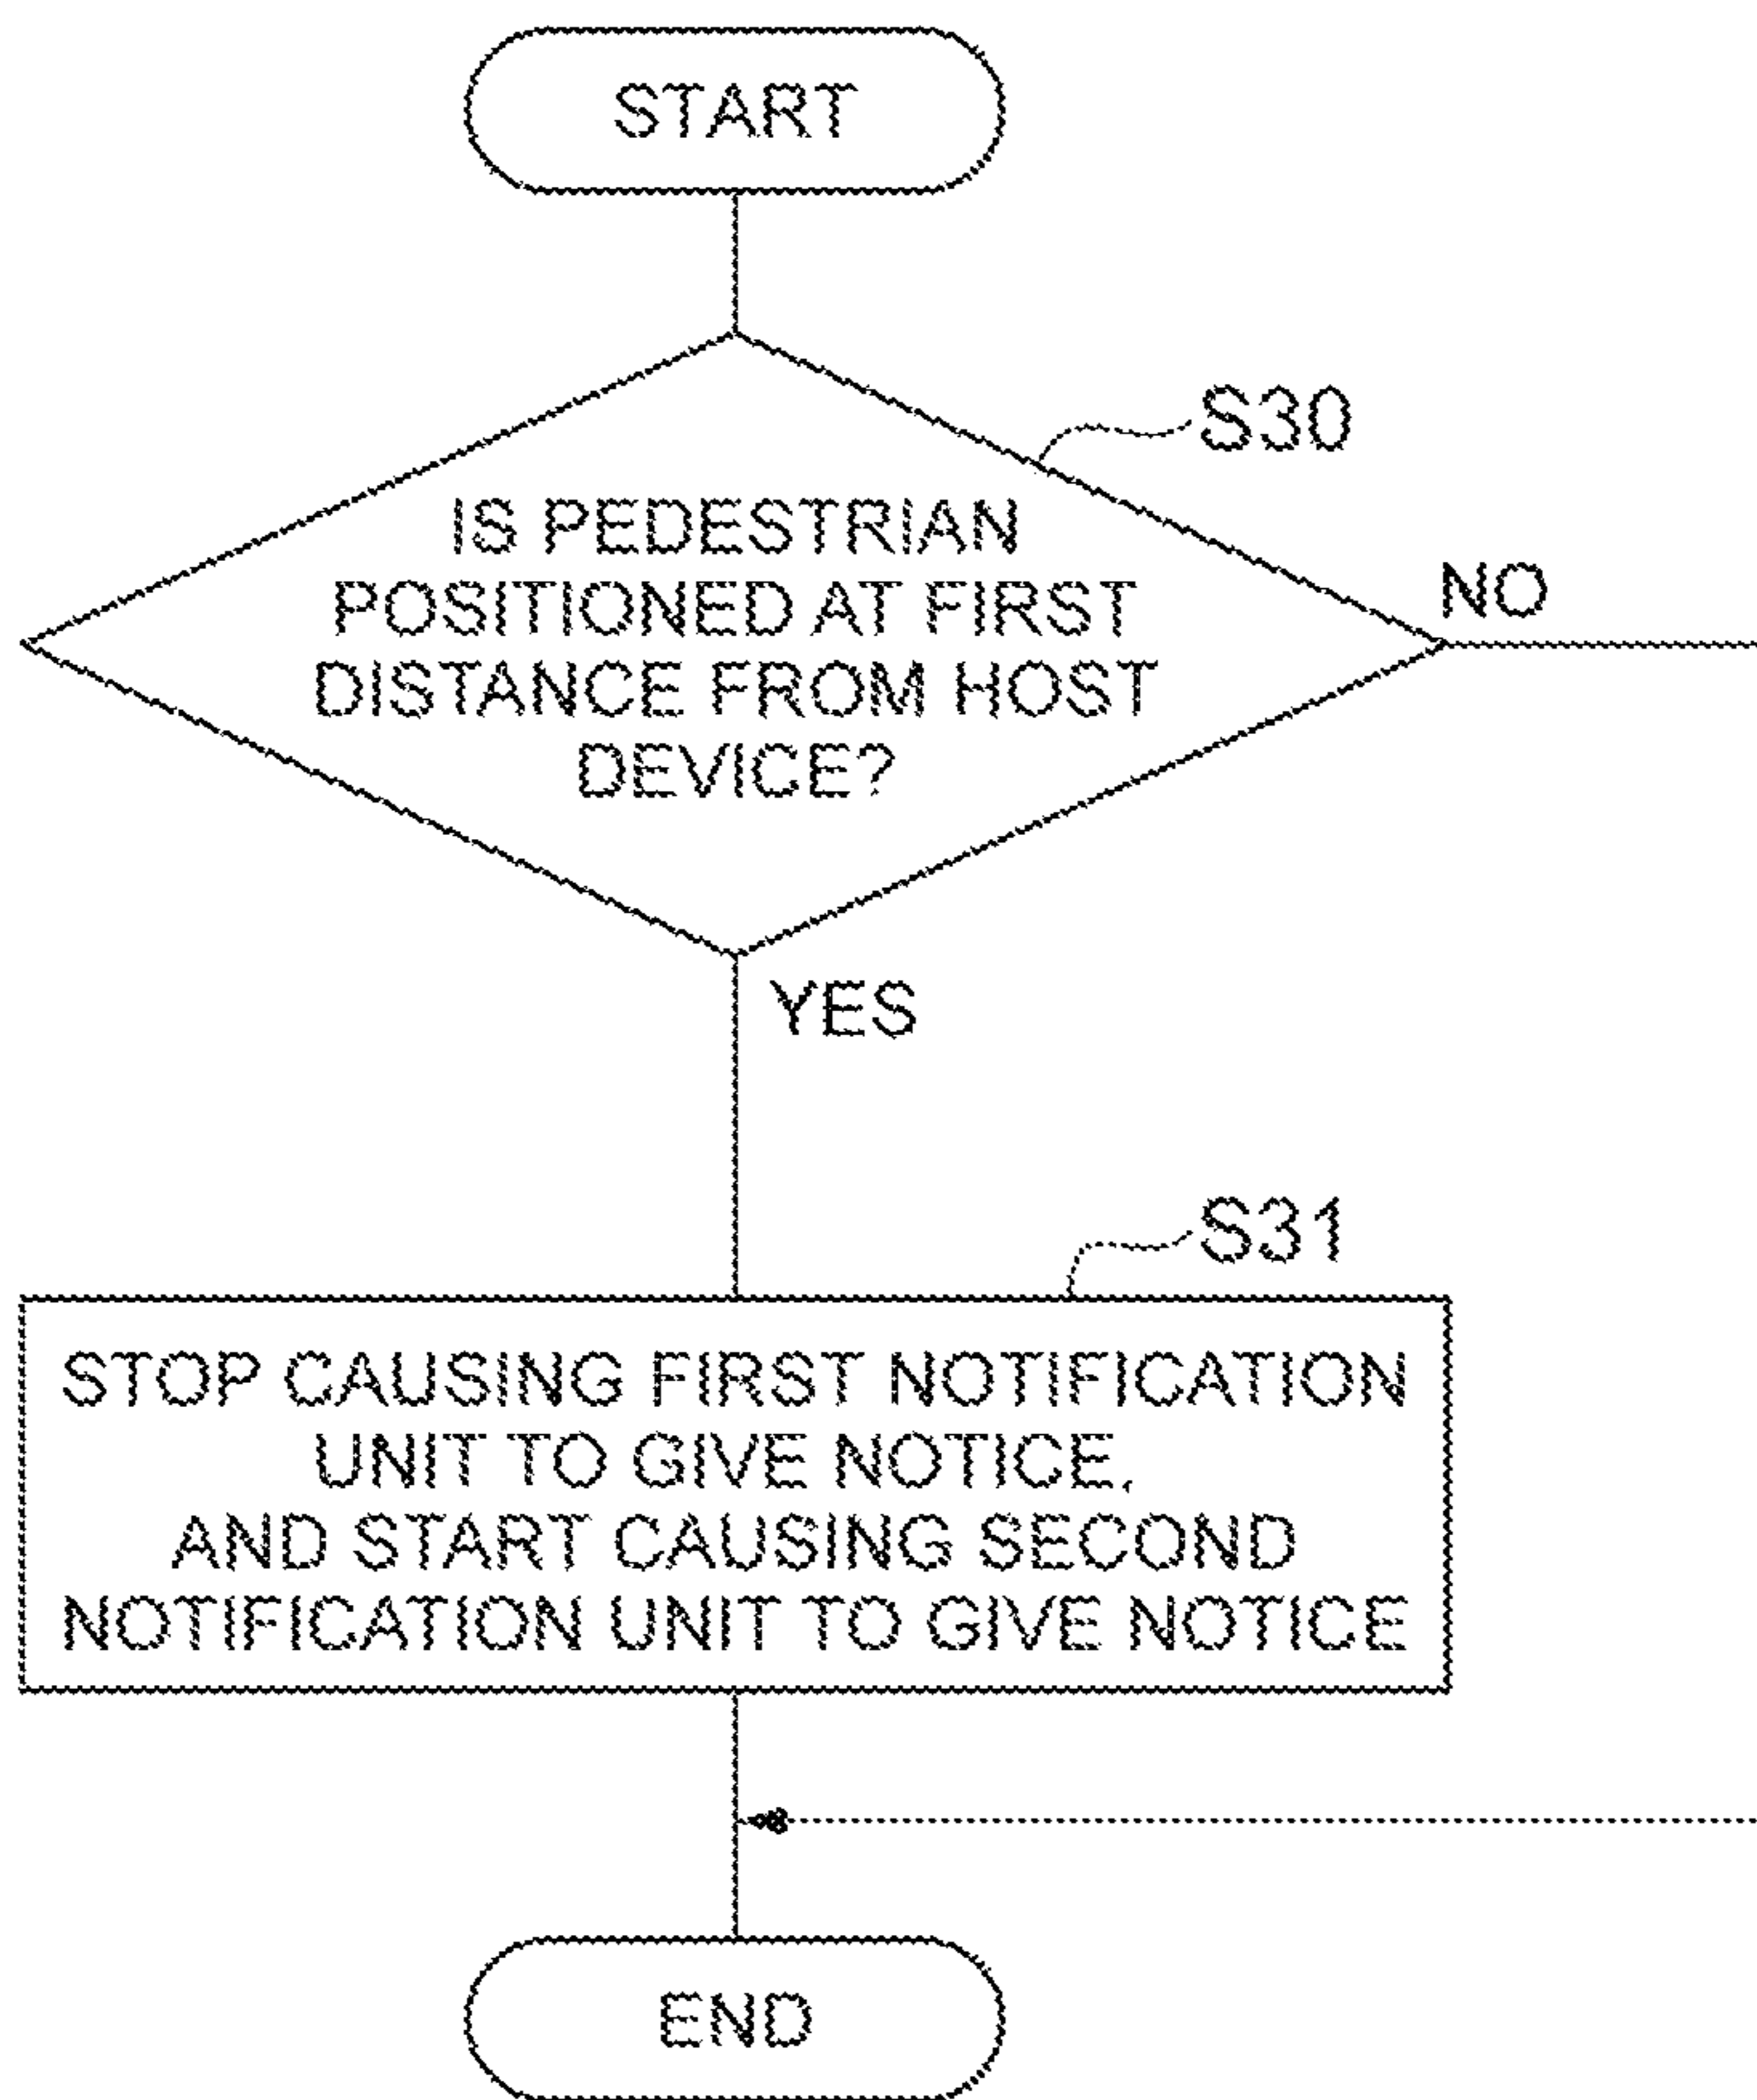 START
S30
IS PEDESTRIAN
POSITIONED AT FIRST
DISTANCE FROM HOST
DEVICE?
NO
YES
S31
STOP CAUSING FIRST NOTIFICATION
UNIT TO GIVE NOTICE,
AND START CAUSING SECOND
NOTIFICATION UNIT TO GIVE NOTICE
END